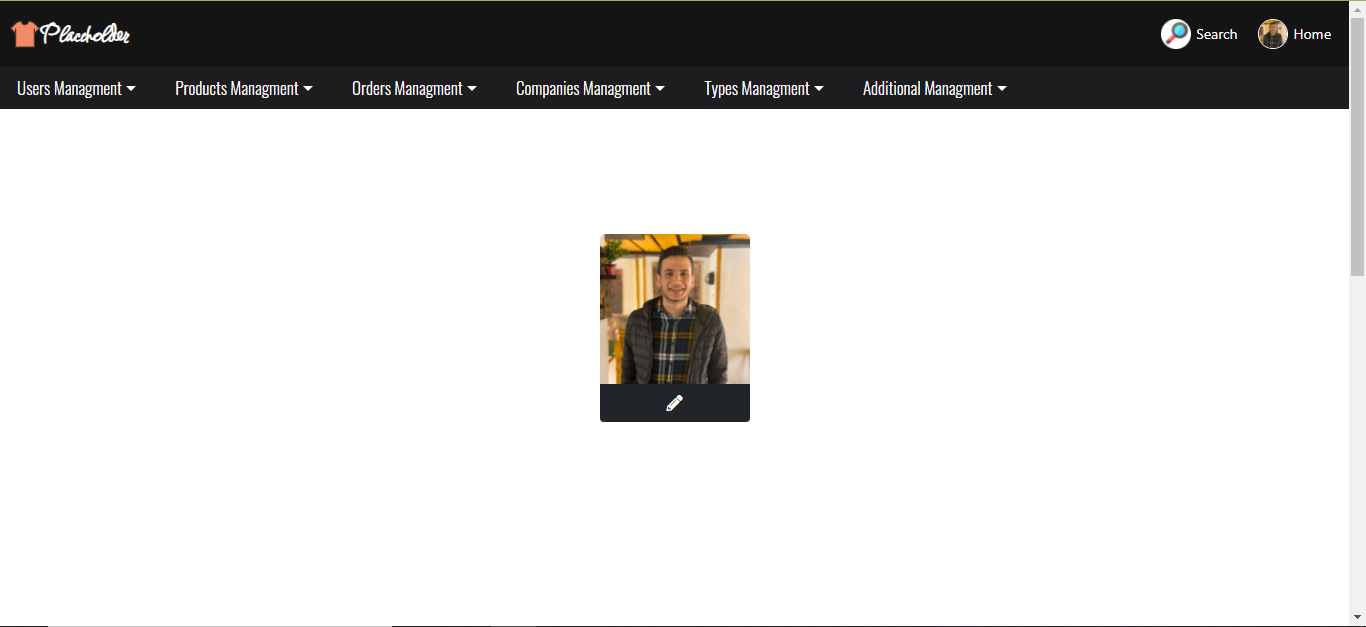 Placeholder
Search
Home
Users Managment
Products Managment
Orders Managment
Companies Managment
Types Managment
Additional Managment